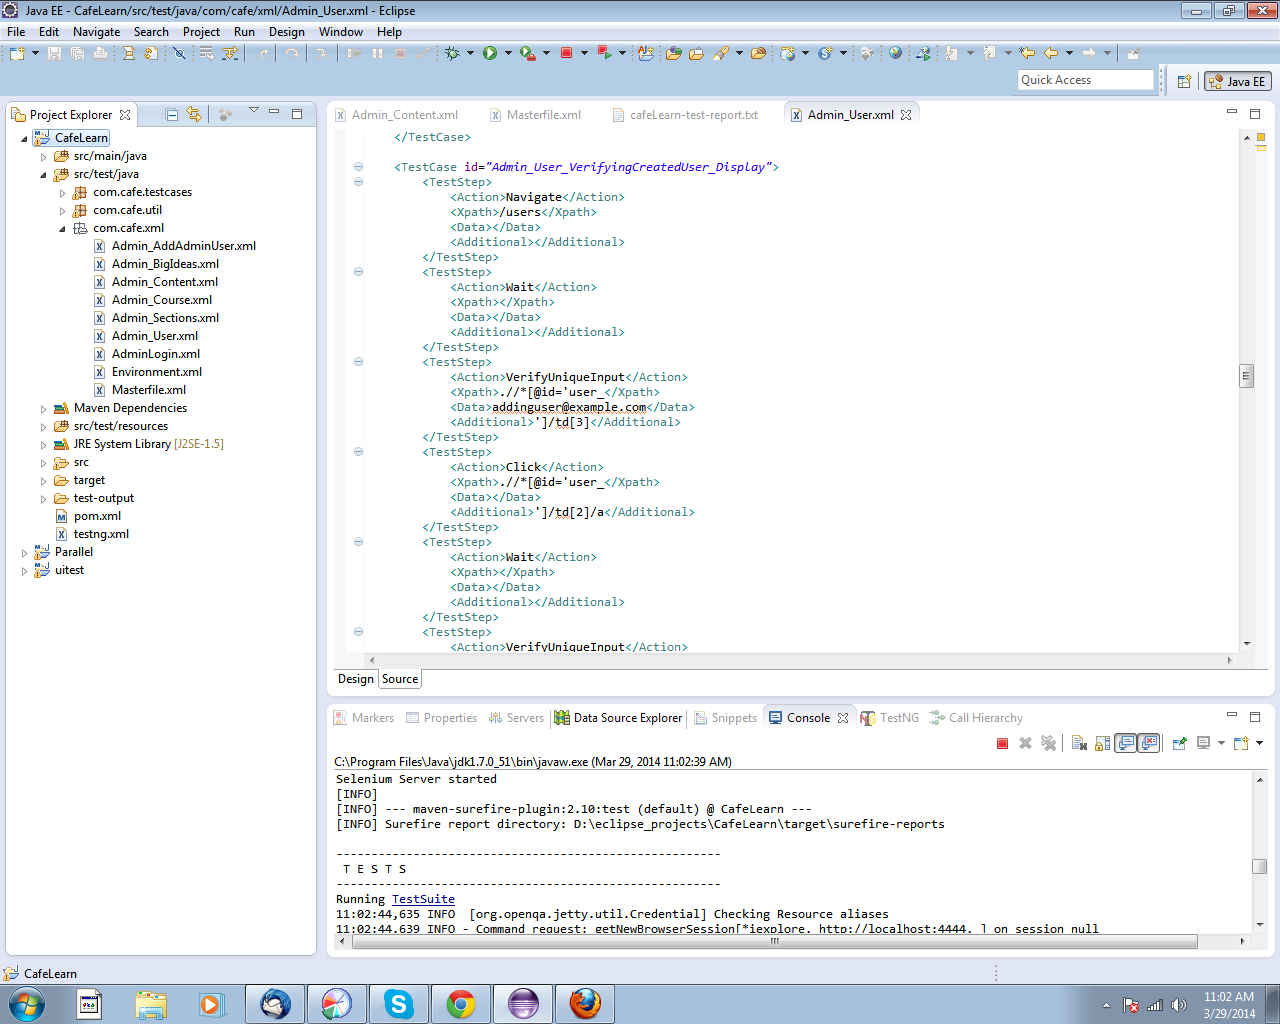 Java EE - CafeLearn/src/test/java/com/cafe/xml/Admin_User.xml - Eclipse
File Edit Navigate Search Project Run Design Window Help
Quick Access
Java EE
Project Explorer
CafeLearn
src/main/java
src/test/java
com.cafe.testcases
com.cafe.util
com.cafe.xml
Admin_AddAdminUser.xml
Admin_BigIdeas.xml
Admin_Content.xml
Admin_Course.xml
Admin_Sections.xml
Admin_User.xml
AdminLogin.xml
Environment.xml
Masterfile.xml
Maven Dependencies
src/test/resources
JRE System Library [J2SE-1.5]
src
target
test-output
pom.xml
testng.xml
Parallel
uitest
Admin_Content.xml Masterfile.xml cafeLearn-test-report.txt Admin_User.xml
</TestCase>
<TestCase id="Admin_User_VerifyingCreatedUser_Display">
<TestStep>
<Action>Navigate</Action>
<Xpath>/users</Xpath>
<Data></Data>
<Additional></Additional>
</TestStep>
<TestStep>
<Action>Wait</Action>
<Xpath></Xpath>
<Data></Data>
<Additional></Additional>
</TestStep>
<TestStep>
<Action>VerifyUniqueInput</Action>
<Xpath>.//*[@id='user_</Xpath>
<Data>addinguser@example.com</Data>
<Additional>']/td[3]</Additional>
</TestStep>
<TestStep>
<Action>Click</Action>
<Xpath>.//*[@id='user_</Xpath>
<Data></Data>
<Additional>']/td[2]/a</Additional>
</TestStep>
<TestStep>
<Action>Wait</Action>
<Xpath></Xpath>
<Data></Data>
<Additional></Additional>
</TestStep>
<TestStep>
<Action>VerifyUniqueInput</Action>
Design Source
Markers Properties Servers Data Source Explorer Snippets Console TestNG Call Hierarchy
C:\Program Files\Java\jdk1.7.0_51\bin\javaw.exe (Mar 29, 2014 11:02:39 AM)
Selenium Server started
[INFO]
[INFO] --- maven-surefire-plugin:2.10:test (default) @ CafeLearn ---
[INFO] Surefire report directory: D:\eclipse_projects\CafeLearn\target\surefire-reports
-------------------------------------------------------
T E S T S
-------------------------------------------------------
Running TestSuite
11:02:44,635 INFO [org.openqa.jetty.util.Credential] Checking Resource aliases
11:02:44,639 INFO - Command request: getNewBrowserSession[*iexplore, http://localhost:4444, ] on session null
CafeLearn
11:02 AM
3/29/2014